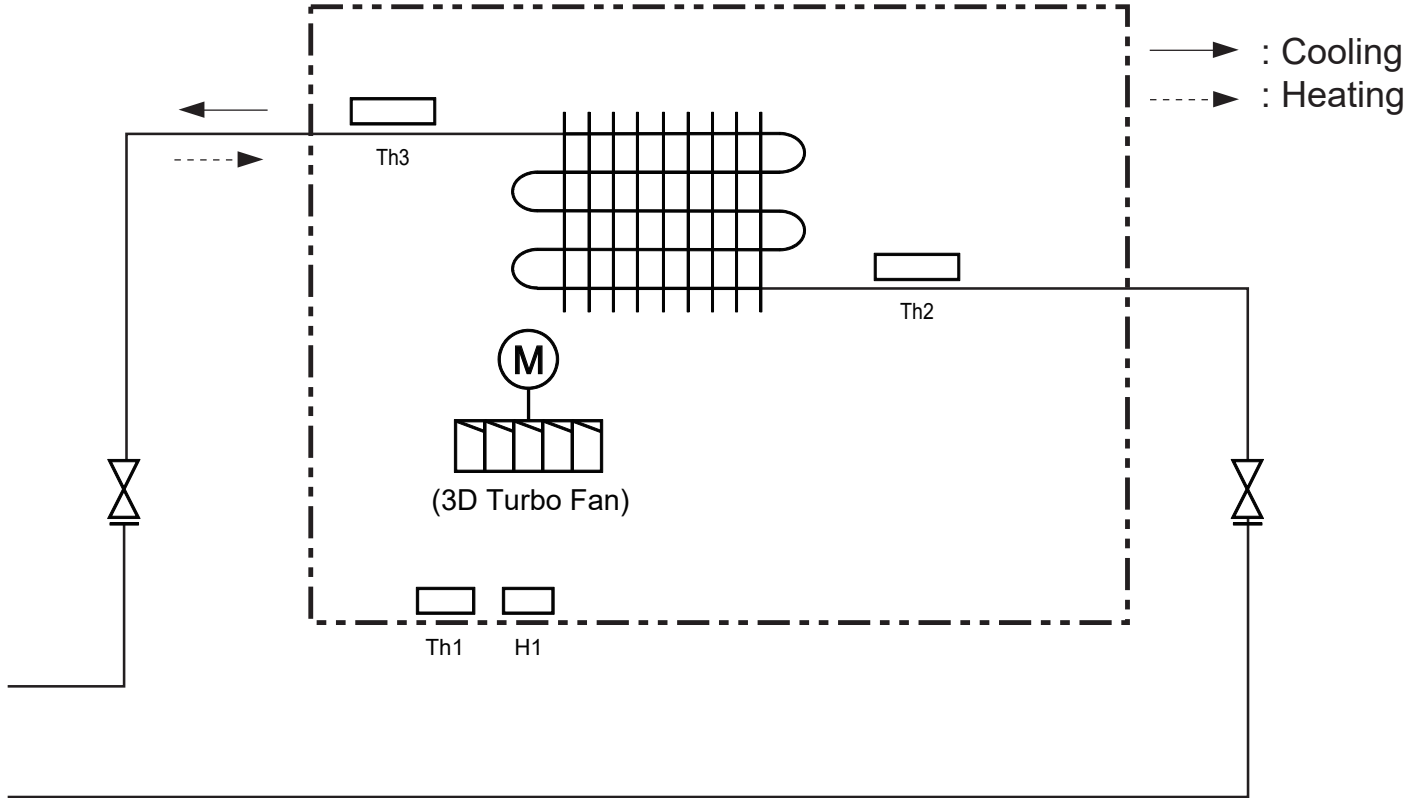 : Cooling
: Heating
Th3
Th2
M
(3D Turbo Fan)
Th1
H1